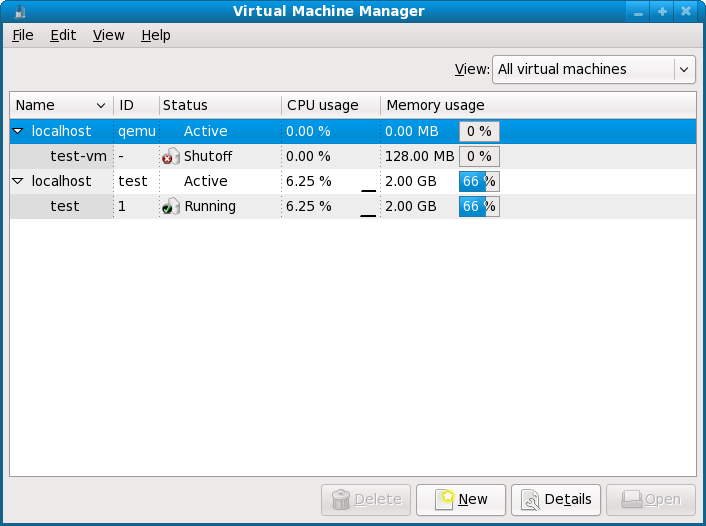 Virtual Machine Manager
File Edit View Help
View: All virtual machines
Name ID Status CPU usage Memory usage
localhost qemu Active 0.00 % 0.00 MB 0 %
test-vm - Shutoff 0.00 % 128.00 MB 0 %
localhost test Active 6.25 % 2.00 GB 66 %
test 1 Running 6.25 % 2.00 GB 66 %
Delete New Details Open